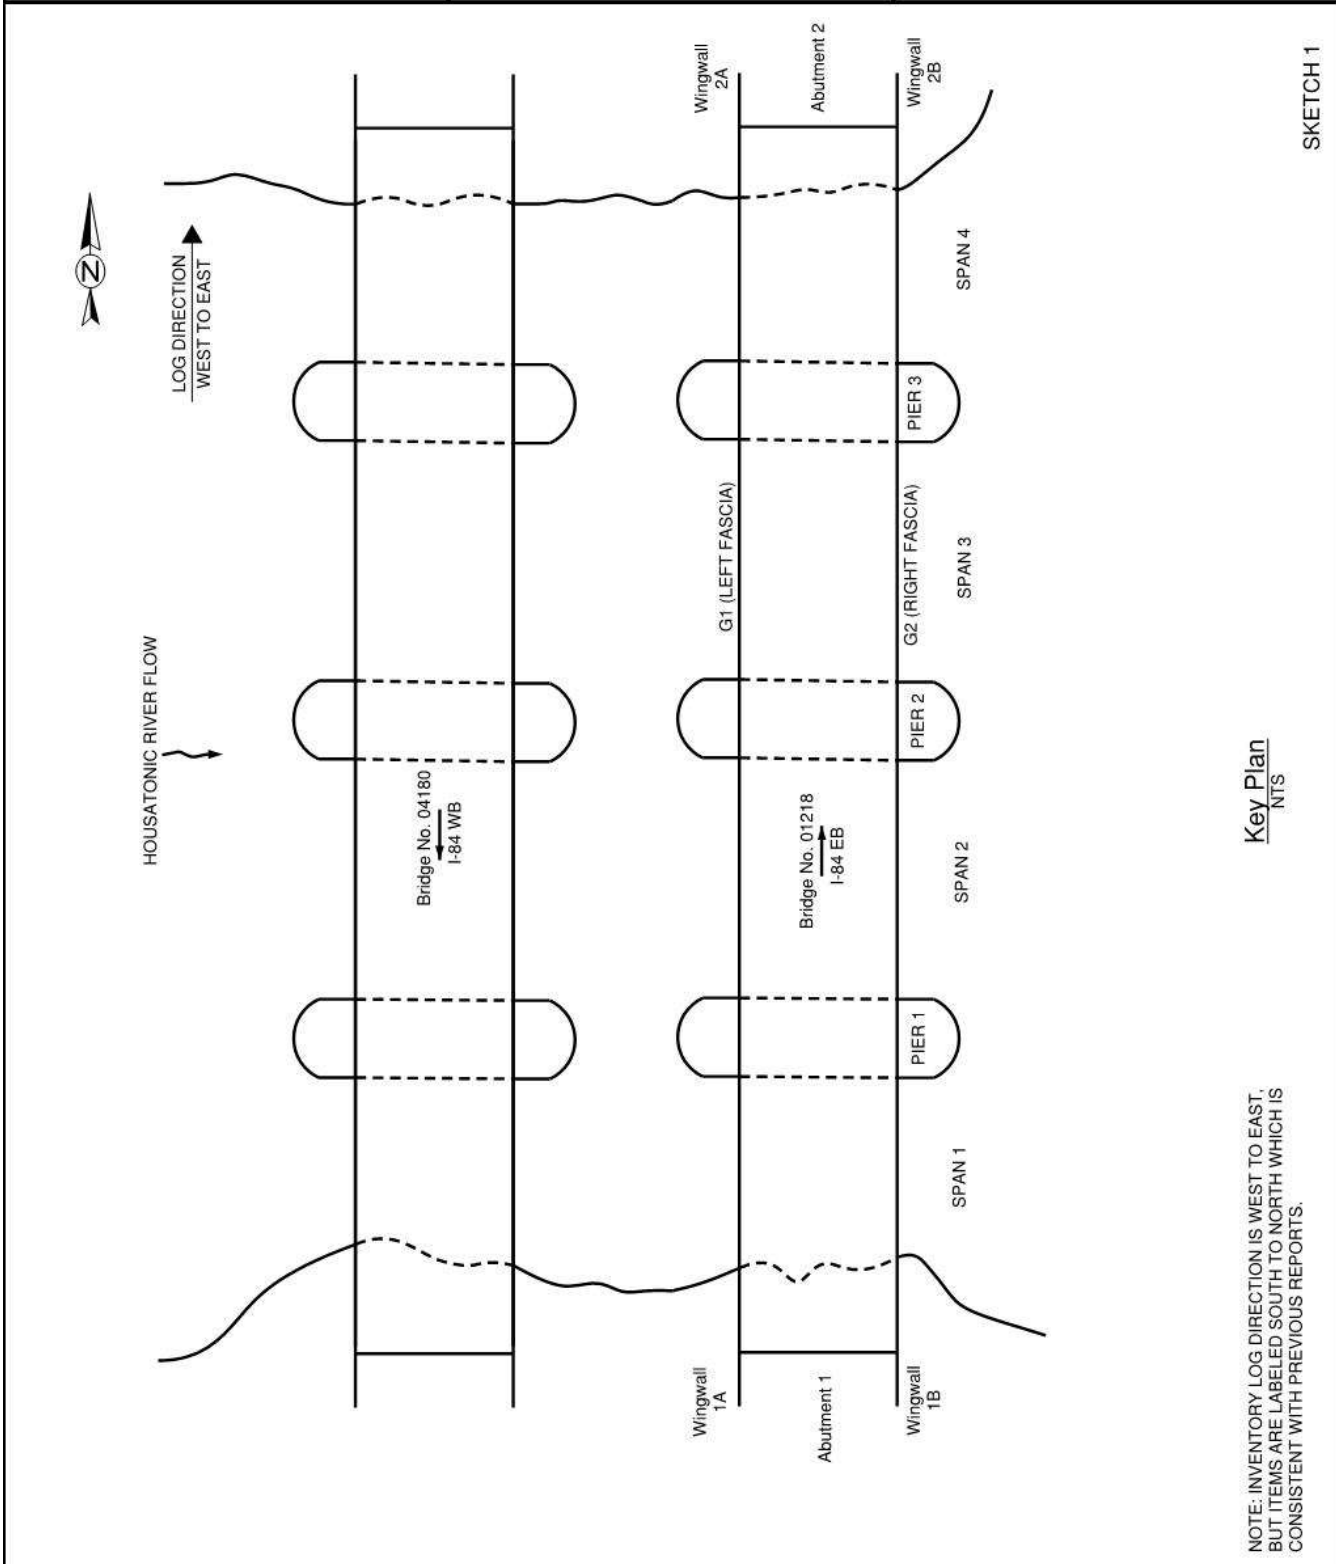 N
LOG DIRECTION
WEST TO EAST
HOUSATONIC RIVER FLOW
Bridge No. 04180
I-84 WB
Wingwall
1A
G1 (LEFT FASCIA)
Wingwall
2A
Abutment 1
Bridge No. 01218
I-84 EB
Abutment 2
Wingwall
1B
PIER 1
PIER 2
G2 (RIGHT FASCIA)
PIER 3
Wingwall
2B
SPAN 1
SPAN 2
SPAN 3
SPAN 4
Key Plan
NTS
NOTE: INVENTORY LOG DIRECTION IS WEST TO EAST,
BUT ITEMS ARE LABELED SOUTH TO NORTH WHICH IS
CONSISTENT WITH PREVIOUS REPORTS.
SKETCH 1